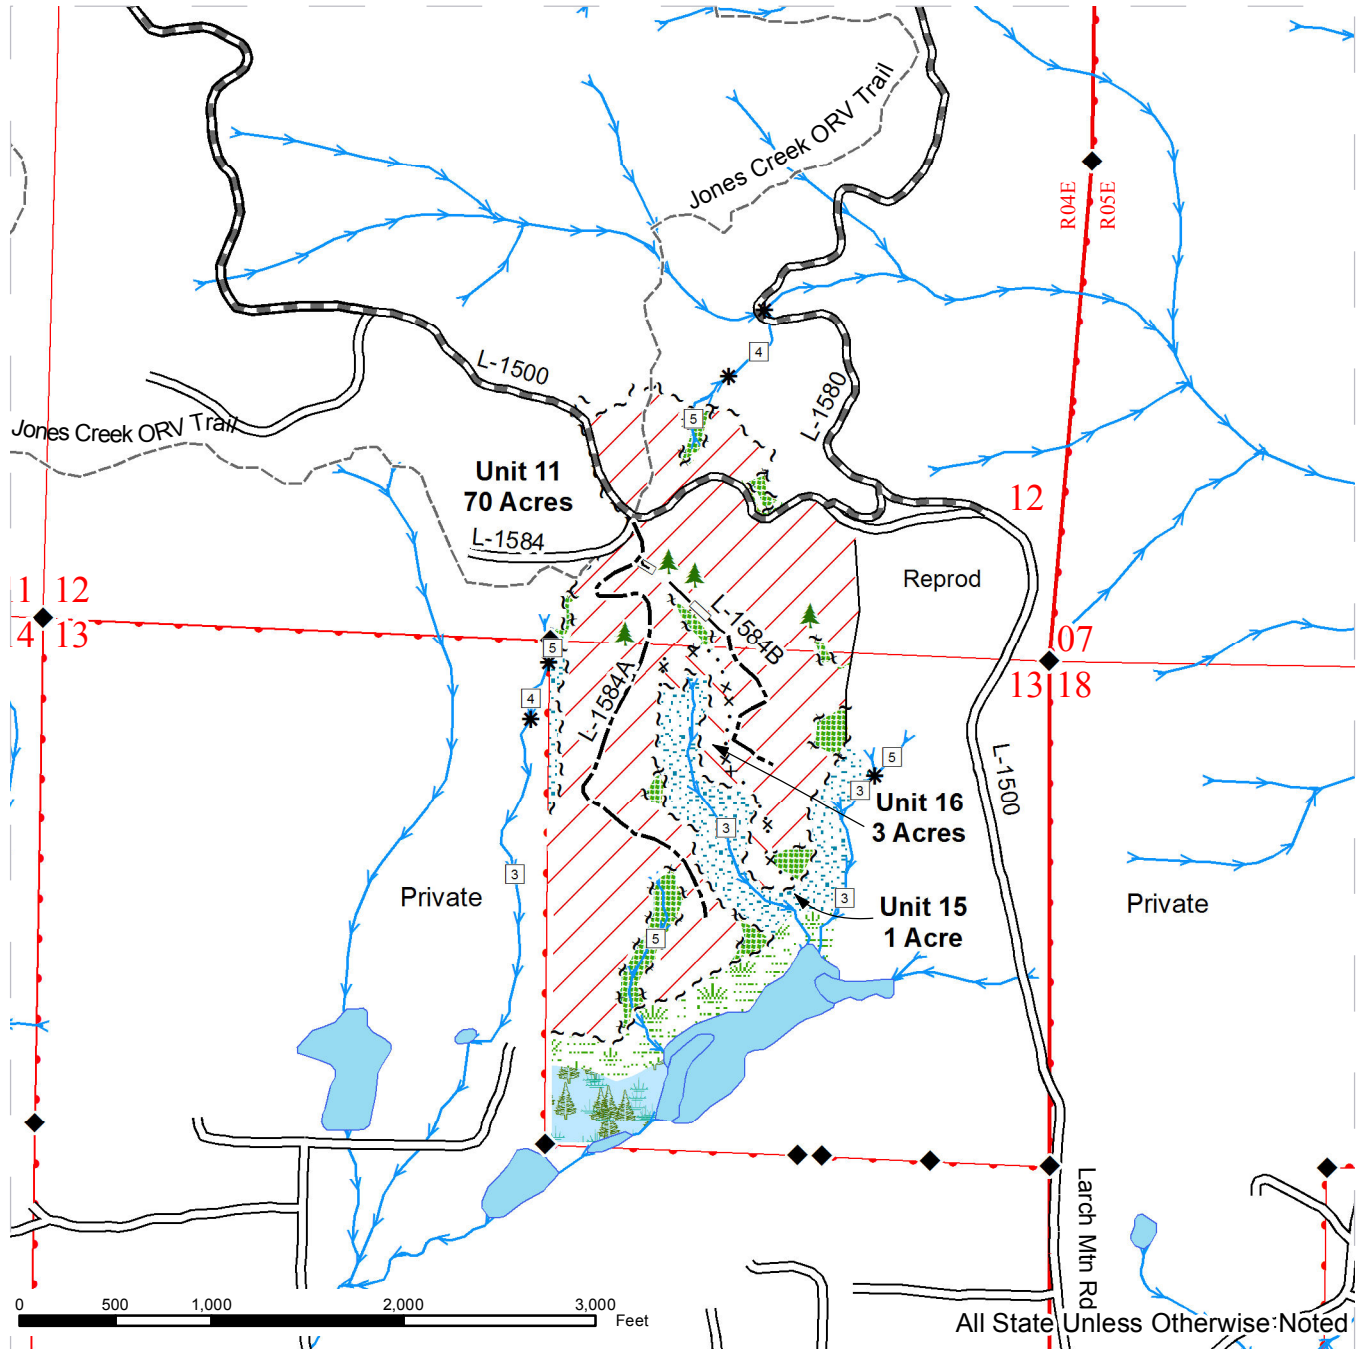 Jones Creek ORV Trail
R04E
R05E
4
L-1500
L-1580
5
Jones Creek ORV Trail
Unit 11
70 Acres
12
L-1584
Reprod
1 12
4 13
L-1584B
07
13 18
5
4
L-1584A
L-1500
5
3
Unit 16
3 Acres
3
3
Private
3
Unit 15
1 Acre
Private
5
Larch Mtn Rd
0 500 1,000 2,000 3,000
Feet
All State Unless Otherwise Noted